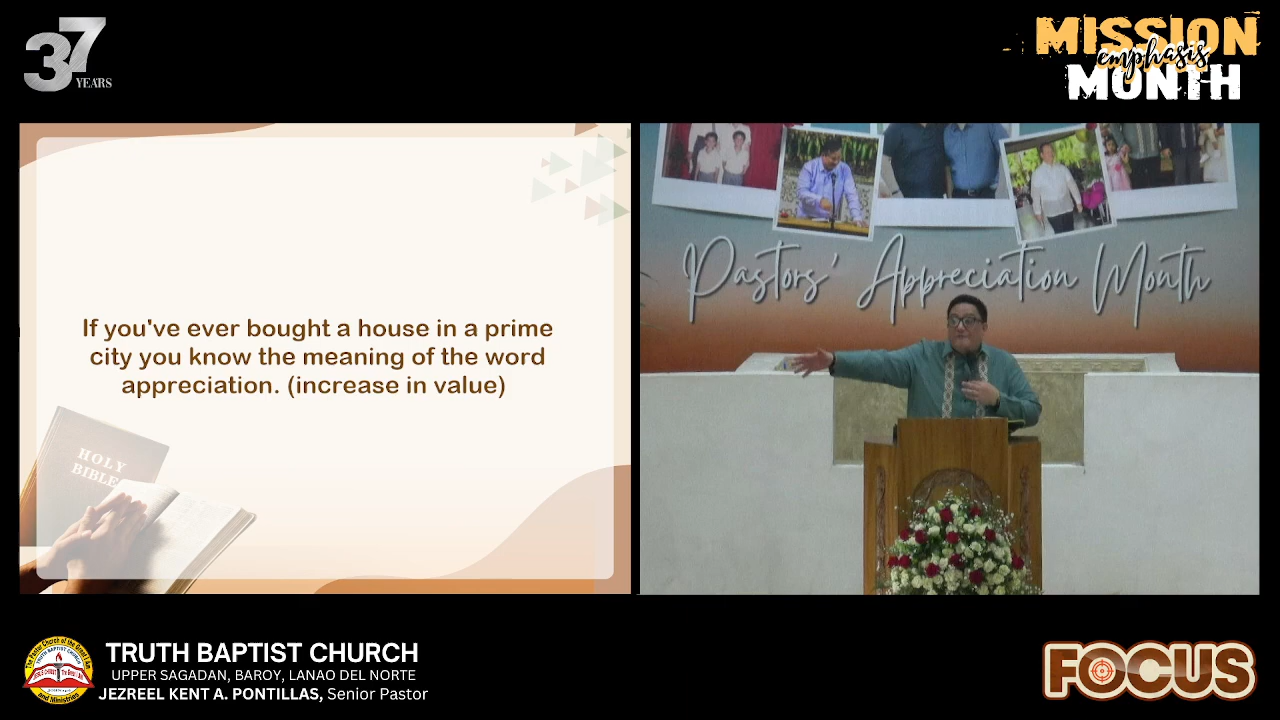 37
YEARS
MISSION
emphasis
MONTH
If you've ever bought a house in a prime
city you know the meaning of the word
appreciation. (increase in value)
HOLY
BIBLE
Pastors' Appreciation Month
TRUTH BAPTIST CHURCH
UPPER SAGADAN, BAROY, LANAO DEL NORTE
JEZREEL KENT A. PONTILLAS, Senior Pastor
FOCUS